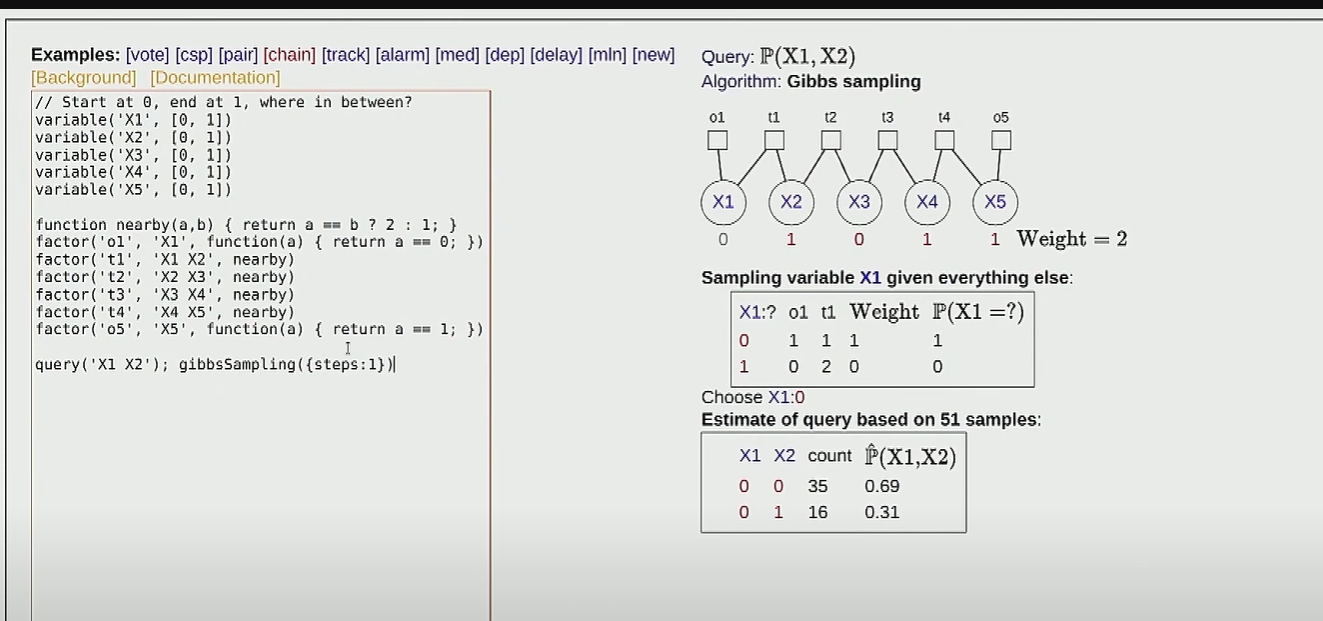 Examples: [vote] [csp] [pair] [chain] [track] [alarm] [med] [dep] [delay] [mln] [new]
[Background] [Documentation]
// Start at 0, end at 1, where in between?
variable('X1', [0, 1])
variable('X2', [0, 1])
variable('X3', [0, 1])
variable('X4', [0, 1])
variable('X5', [0, 1])
function nearby(a,b) { return a == b ? 2 : 1; }
factor('o1', 'X1', function(a) { return a == 0; })
factor('t1', 'X1 X2', nearby)
factor('t2', 'X2 X3', nearby)
factor('t3', 'X3 X4', nearby)
factor('t4', 'X4 X5', nearby)
factor('o5', 'X5', function(a) { return a == 1; })
query('X1 X2'); gibbsSampling({steps:1})
Query: ℙ(X1, X2)
Algorithm: Gibbs sampling
o1 t1 t2 t3 t4 o5
X1 X2 X3 X4 X5
0 1 0 1 1 Weight = 2
Sampling variable X1 given everything else:
X1:? o1 t1 Weight ℙ(X1 =?)
0 1 1 1 1
1 0 2 0 0
Choose X1:0
Estimate of query based on 51 samples:
X1 X2 count ℙ̂(X1,X2)
0 0 35 0.69
0 1 16 0.31